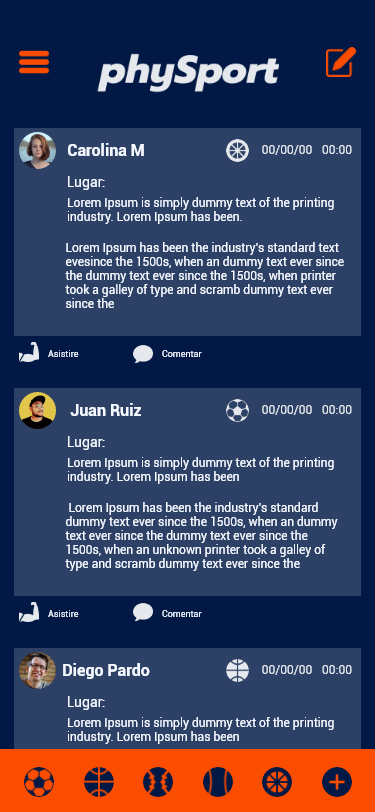 phySport
Carolina M
00/00/00 00:00
Lugar:
Lorem Ipsum is simply dummy text of the printing
industry. Lorem Ipsum has been.
Lorem Ipsum has been the industry's standard text
evesince the 1500s, when an dummy text ever since
the dummy text ever since the 1500s, when printer
took a galley of type and scramb dummy text ever
since the
Asistire
Comentar
Juan Ruiz
00/00/00 00:00
Lugar:
Lorem Ipsum is simply dummy text of the printing
industry. Lorem Ipsum has been
Lorem Ipsum has been the industry's standard
dummy text ever since the 1500s, when an dummy
text ever since the dummy text ever since the
1500s, when an unknown printer took a galley of
type and scramb dummy text ever since the
Asistire
Comentar
Diego Pardo
00/00/00 00:00
Lugar:
Lorem Ipsum is simply dummy text of the printing
industry. Lorem Ipsum has been